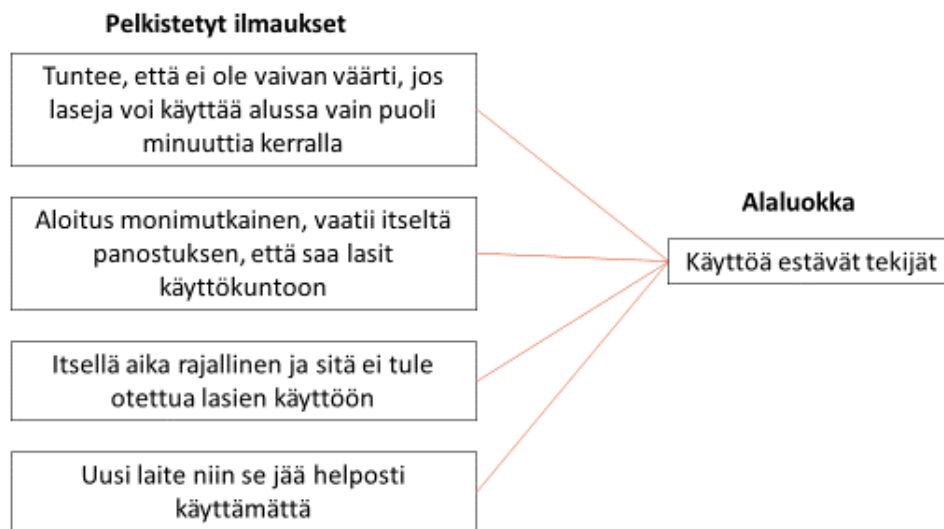 Pelkistetyt ilmaukset
Tuntee, että ei ole vaivan väärti, jos
laseja voi käyttää alussa vain puoli
minuuttia kerralla
Aloitus monimutkainen, vaatii itseltä
panostuksen, että saa lasit
käyttökuntoon
Itsellä aika rajallinen ja sitä ei tule
otettua lasien käyttöön
Uusi laite niin se jää helposti
käyttämättä
Alaluokka
Käyttöä estävät tekijät